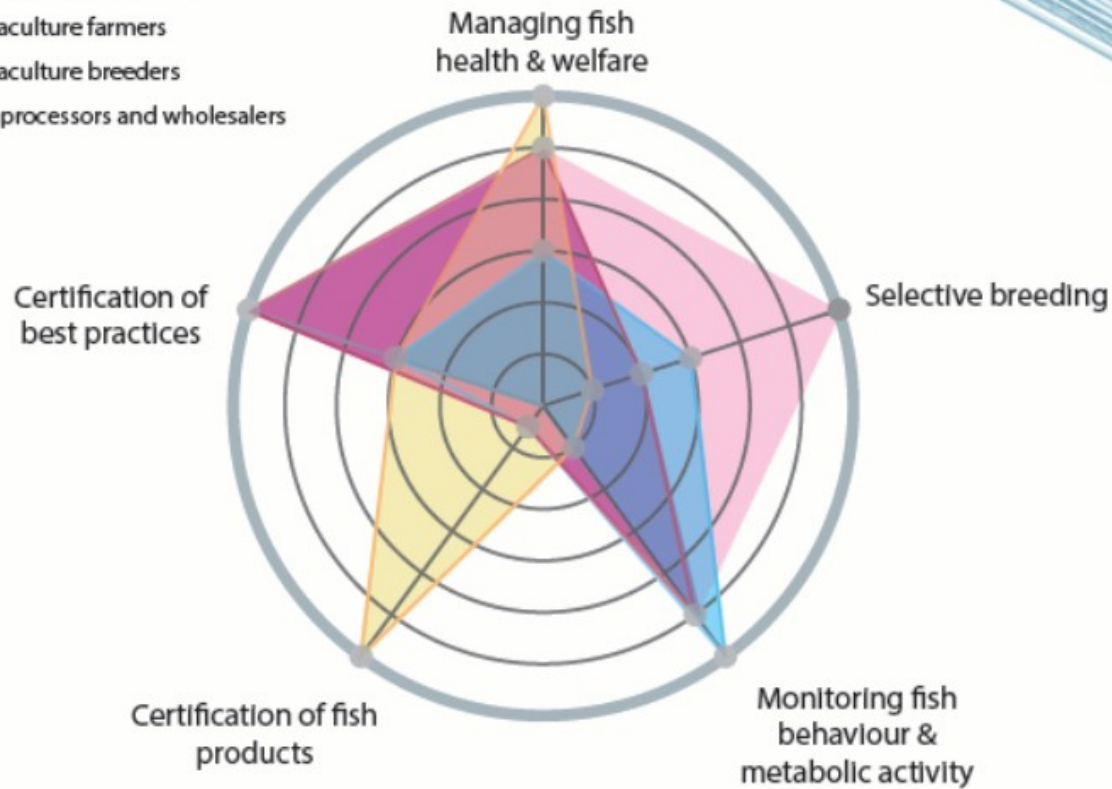 aculture farmers
aculture breeders
processors and wholesalers
Managing fish
health & welfare
Certification of
best practices
Selective breeding
Certification of fish
products
Monitoring fish
behaviour &
metabolic activity